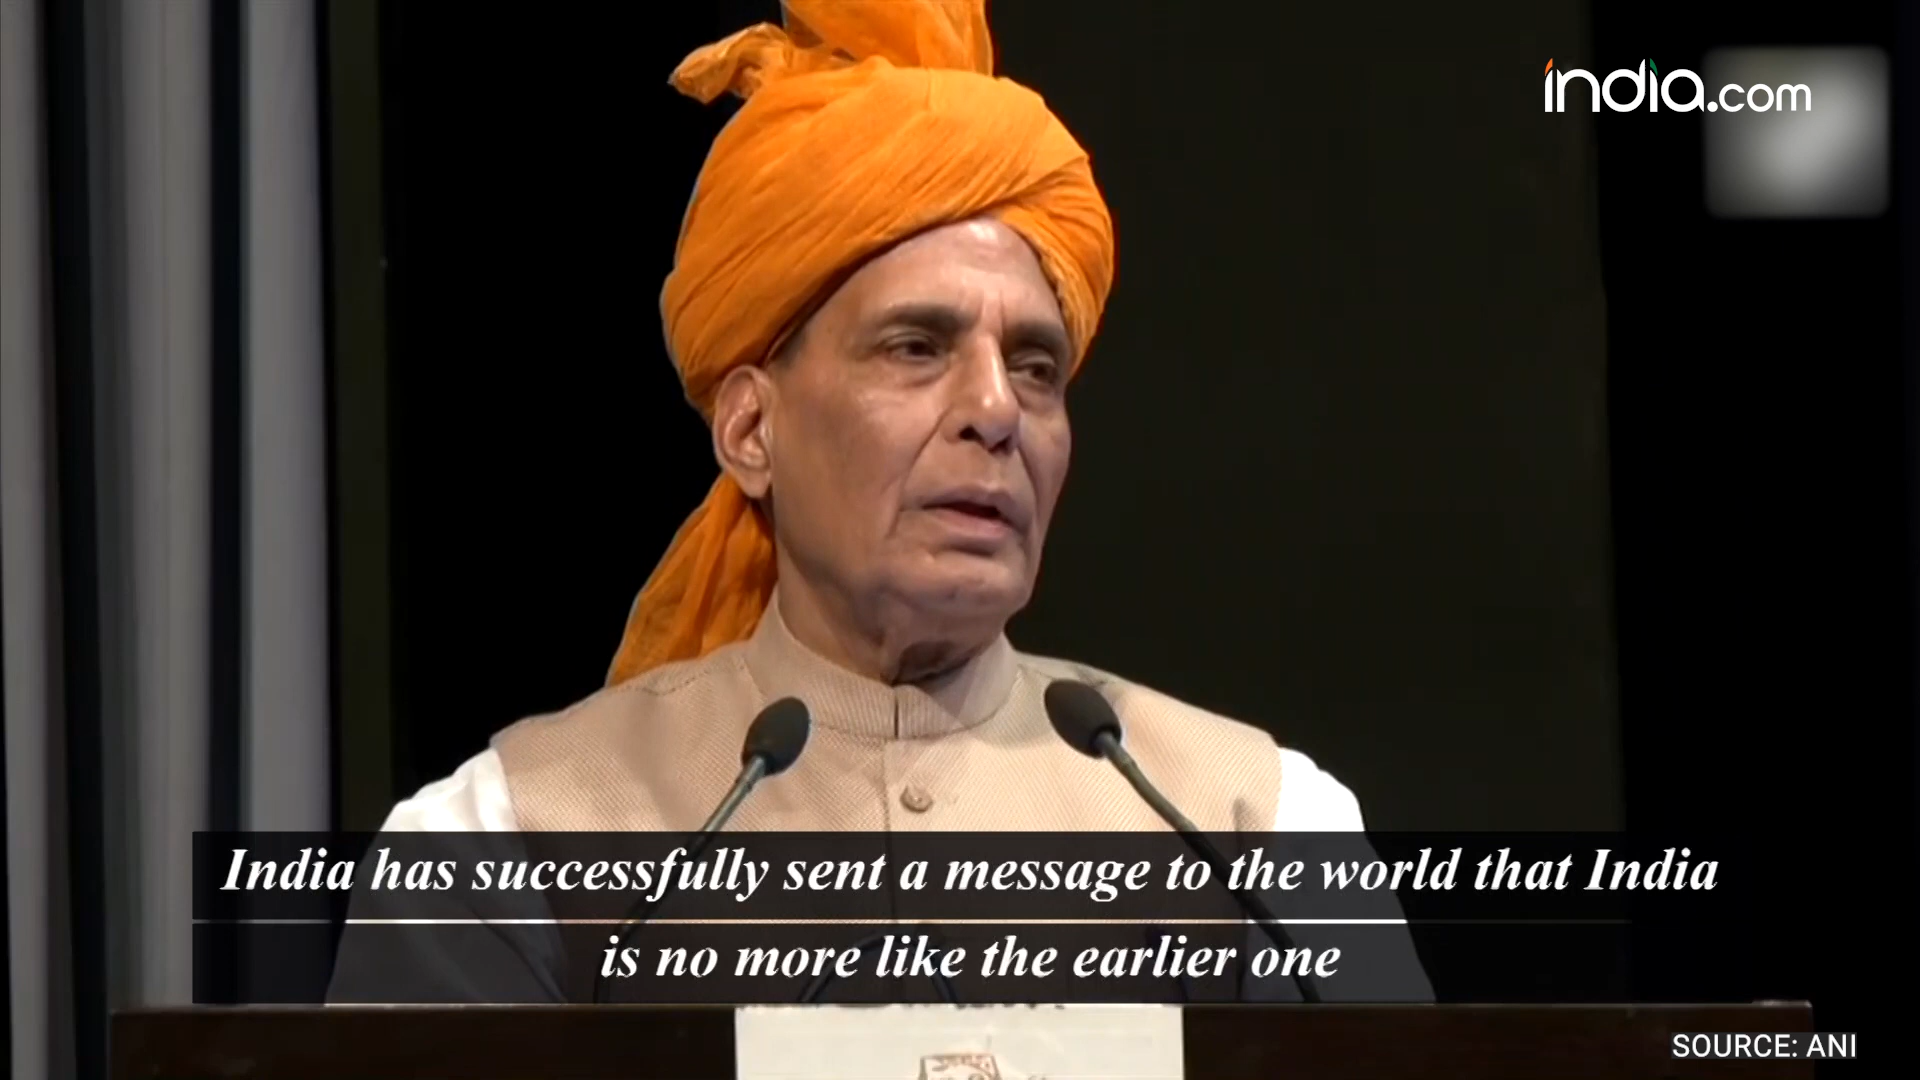 india.com
India has successfully sent a message to the world that India
is no more like the earlier one
SOURCE: ANI